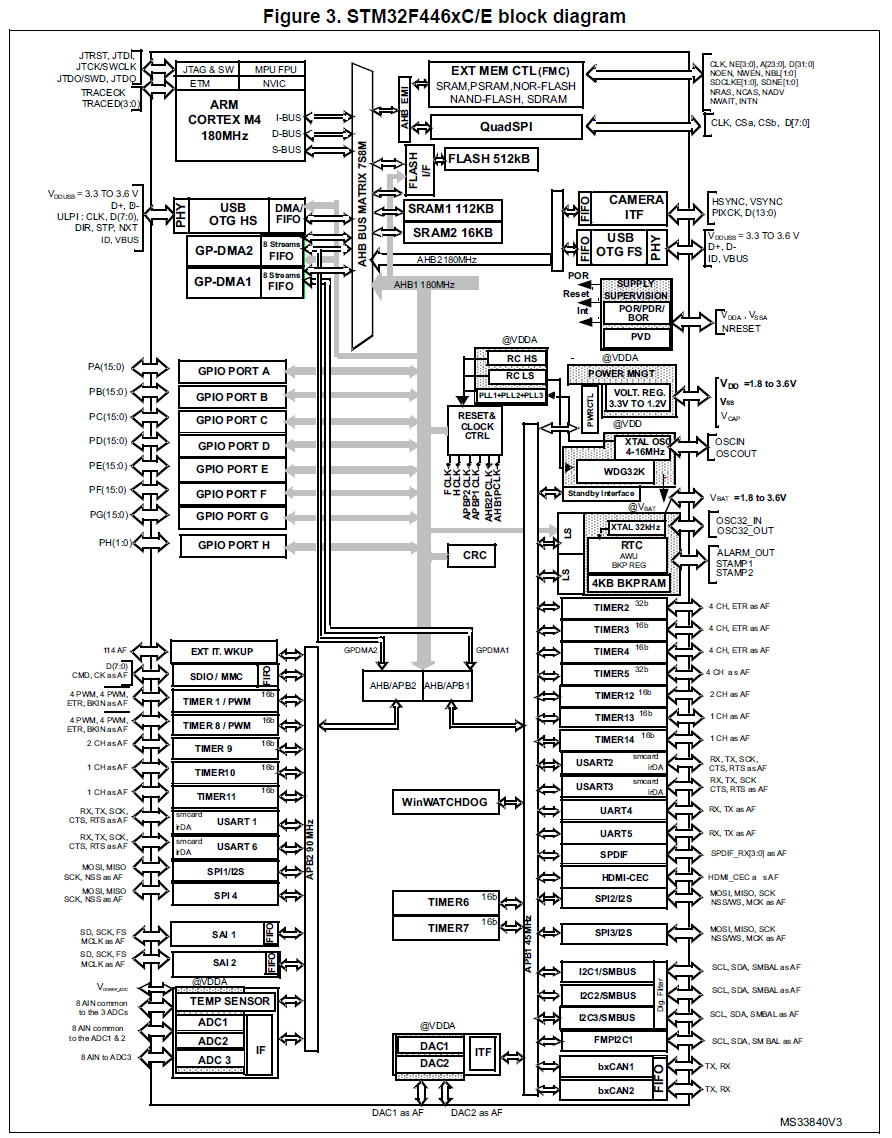 Figure 3. STM32F446xC/E block diagram
JTRST, JTDI,
JTCK/SWCLK
JTDO/SWD, JTDO
TRACECK
TRACED(3:0)
JTAG & SW
MPU FPU
ETM
NVIC
ARM
CORTEX M4
180MHz
I-BUS
D-BUS
S-BUS
AHB BUS MATRIX 7S8M
AHB EMI
EXT MEM CTL (FMC)
SRAM,PSRAM,NOR-FLASH
NAND-FLASH, SDRAM
QuadSPI
CLK, NE[3:0], A[23:0], D[31:0]
NOEN, NWEN, NBL[1:0]
SDCLKE[1:0], SDNE[1:0]
NRAS, NCAS, NADV
NWAIT, INTN
CLK, CSa, CSb, D[7:0]
FLASH
I/F
FLASH 512kB
SRAM1 112KB
SRAM2 16KB
VDDUSB = 3.3 TO 3.6 V
D+, D-
ULPI : CLK, D(7:0),
DIR, STP, NXT
ID, VBUS
PHY
USB
OTG HS
DMA/
FIFO
GP-DMA2
8 Streams
FIFO
GP-DMA1
8 Streams
FIFO
AHB2180MHz
AHB1 180MHz
FIFO
CAMERA
ITF
HSYNC, VSYNC
PIXCK, D(13:0)
FIFO
USB
OTG FS
PHY
VDDUSB = 3.3 TO 3.6 V
D+, D-
ID, VBUS
POR
Reset
Int
SUPPLY
SUPERVISION
POR/PDR/
BOR
PVD
VDDA , VSSA
NRESET
@VDDA
RC HS
RC LS
PLL1+PLL2+PLL3
RESET&
CLOCK
CTRL
FCLK
HCLK
APBP2CLK
APBP1CLK
AHB2PCLK
AHB1PCLK
@VDDA
POWER MNGT
PWRCTL
VOLT. REG.
3.3V TO 1.2V
VDD =1.8 to 3.6V
VSS
VCAP
@VDD
XTAL OSC
4-16MHz
OSCIN
OSCOUT
WDG32K
Standby Interface
VBAT =1.8 to 3.6V
@VBAT
LS
LS
XTAL 32kHz
OSC32_IN
OSC32_OUT
RTC
AWU
BKP REG
4KB BKPRAM
ALARM_OUT
STAMP1
STAMP2
PA(15:0)
GPIO PORT A
PB(15:0)
GPIO PORT B
PC(15:0)
GPIO PORT C
PD(15:0)
GPIO PORT D
PE(15:0)
GPIO PORT E
PF(15:0)
GPIO PORT F
PG(15:0)
GPIO PORT G
PH(1:0)
GPIO PORT H
CRC
GPDMA2
GPDMA1
AHB/APB2
AHB/APB1
114 AF
EXT IT. WKUP
D(7:0)
CMD, CK as AF
SDIO / MMC
FIFO
4 PWM, 4 PWM,
ETR, BKIN as AF
TIMER 1 / PWM
16b
4 PWM, 4 PWM,
ETR, BKIN as AF
TIMER 8 / PWM
16b
2 CH as AF
TIMER 9
16b
1 CH as AF
TIMER10
16b
1 CH as AF
TIMER11
16b
RX, TX, SCK,
CTS, RTS as AF
smcard
irDA
USART 1
RX, TX, SCK,
CTS, RTS as AF
smcard
irDA
USART 6
MOSI, MISO
SCK, NSS as AF
SPI1/I2S
MOSI, MISO
SCK, NSS as AF
SPI 4
APB2 90 MHz
SD, SCK, FS
MCLK as AF
SAI 1
FIFO
SD, SCK, FS
MCLK as AF
SAI 2
FIFO
@VDDA
VDDREF_ADC
TEMP SENSOR
8 AIN common
to the 3 ADCs
ADC1
8 AIN common
to the ADC1 & 2
ADC2
8 AIN to ADC3
ADC 3
IF
WinWATCHDOG
TIMER6
16b
TIMER7
16b
APB1 45MHz
@VDDA
DAC1
DAC2
ITF
DAC1 as AF
DAC2 as AF
TIMER2
32b
4 CH, ETR as AF
TIMER3
16b
4 CH, ETR as AF
TIMER4
16b
4 CH, ETR as AF
TIMER5
32b
4 CH as AF
TIMER12
16b
2 CH as AF
TIMER13
16b
1 CH as AF
TIMER14
16b
1 CH as AF
USART2
smcard
irDA
RX, TX, SCK,
CTS, RTS as AF
USART3
smcard
irDA
RX, TX, SCK
CTS, RTS as AF
UART4
RX, TX as AF
UART5
RX, TX as AF
SPDIF
SPDIF_RX[3:0] as AF
HDMI-CEC
HDMI_CEC as AF
SPI2/I2S
MOSI, MISO, SCK
NSS/WS, MCK as AF
SPI3/I2S
MOSI, MISO, SCK
NSS/WS, MCK as AF
I2C1/SMBUS
SCL, SDA, SMBAL as AF
I2C2/SMBUS
SCL, SDA, SMBAL as AF
I2C3/SMBUS
Dig. Filter
SCL, SDA, SMBAL as AF
FMPI2C1
SCL, SDA, SMBAL as AF
bxCAN1
TX, RX
bxCAN2
FIFO
TX, RX
MS33840V3